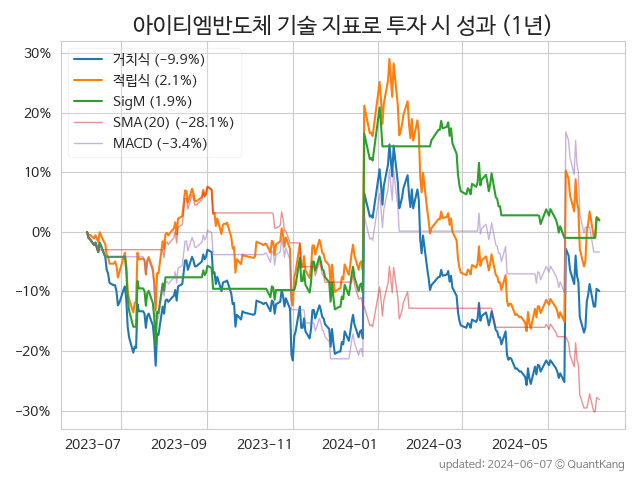 아이티엠반도체 기술 지표로 투자 시 성과 (1년)
30%
20%
10%
0%
−10%
−20%
−30%
거치식 (−9.9%)
적립식 (2.1%)
SigM (1.9%)
SMA(20) (−28.1%)
MACD (−3.4%)
2023−07
2023−09
2023−11
2024−01
2024−03
2024−05
updated: 2024-06-07 ⓒ QuantKang